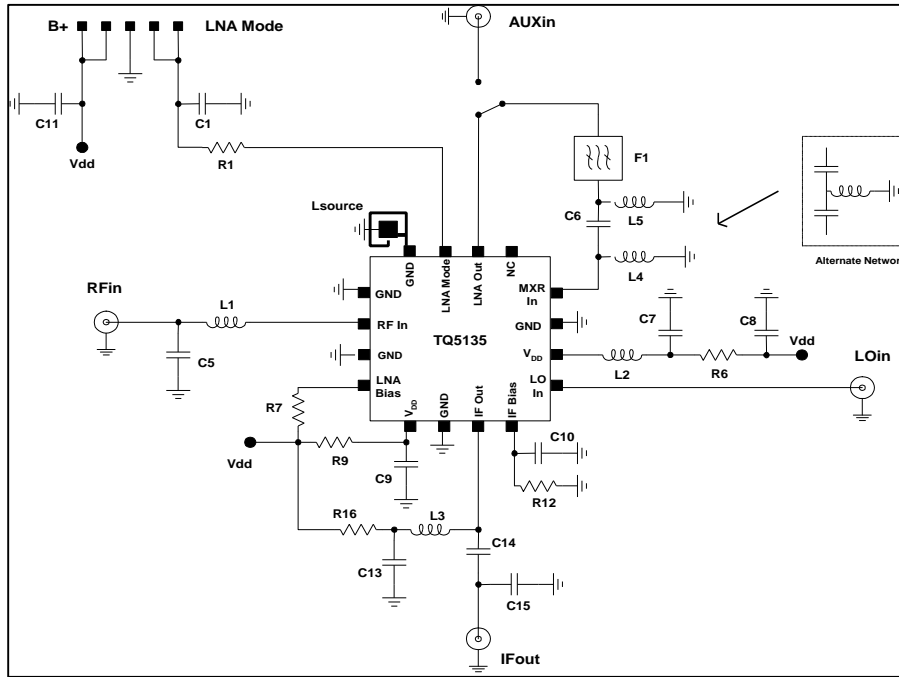 B+ LNA Mode
AUXin
C11
C1
Vdd
R1
F1
Lsource
C6
L5
L4
Alternate Network
GND
LNA Mode
LNA Out
NC
GND
MXR In
RFin
L1
RF In
TQ5135
GND
C7
C8
Vdd
C5
GND
VDD
L2
R6
LOin
LNA Bias
LO In
R7
VDD
GND
IF Out
IF Bias
Vdd
R9
C9
C10
R12
R16
L3
C14
C13
C15
IFout